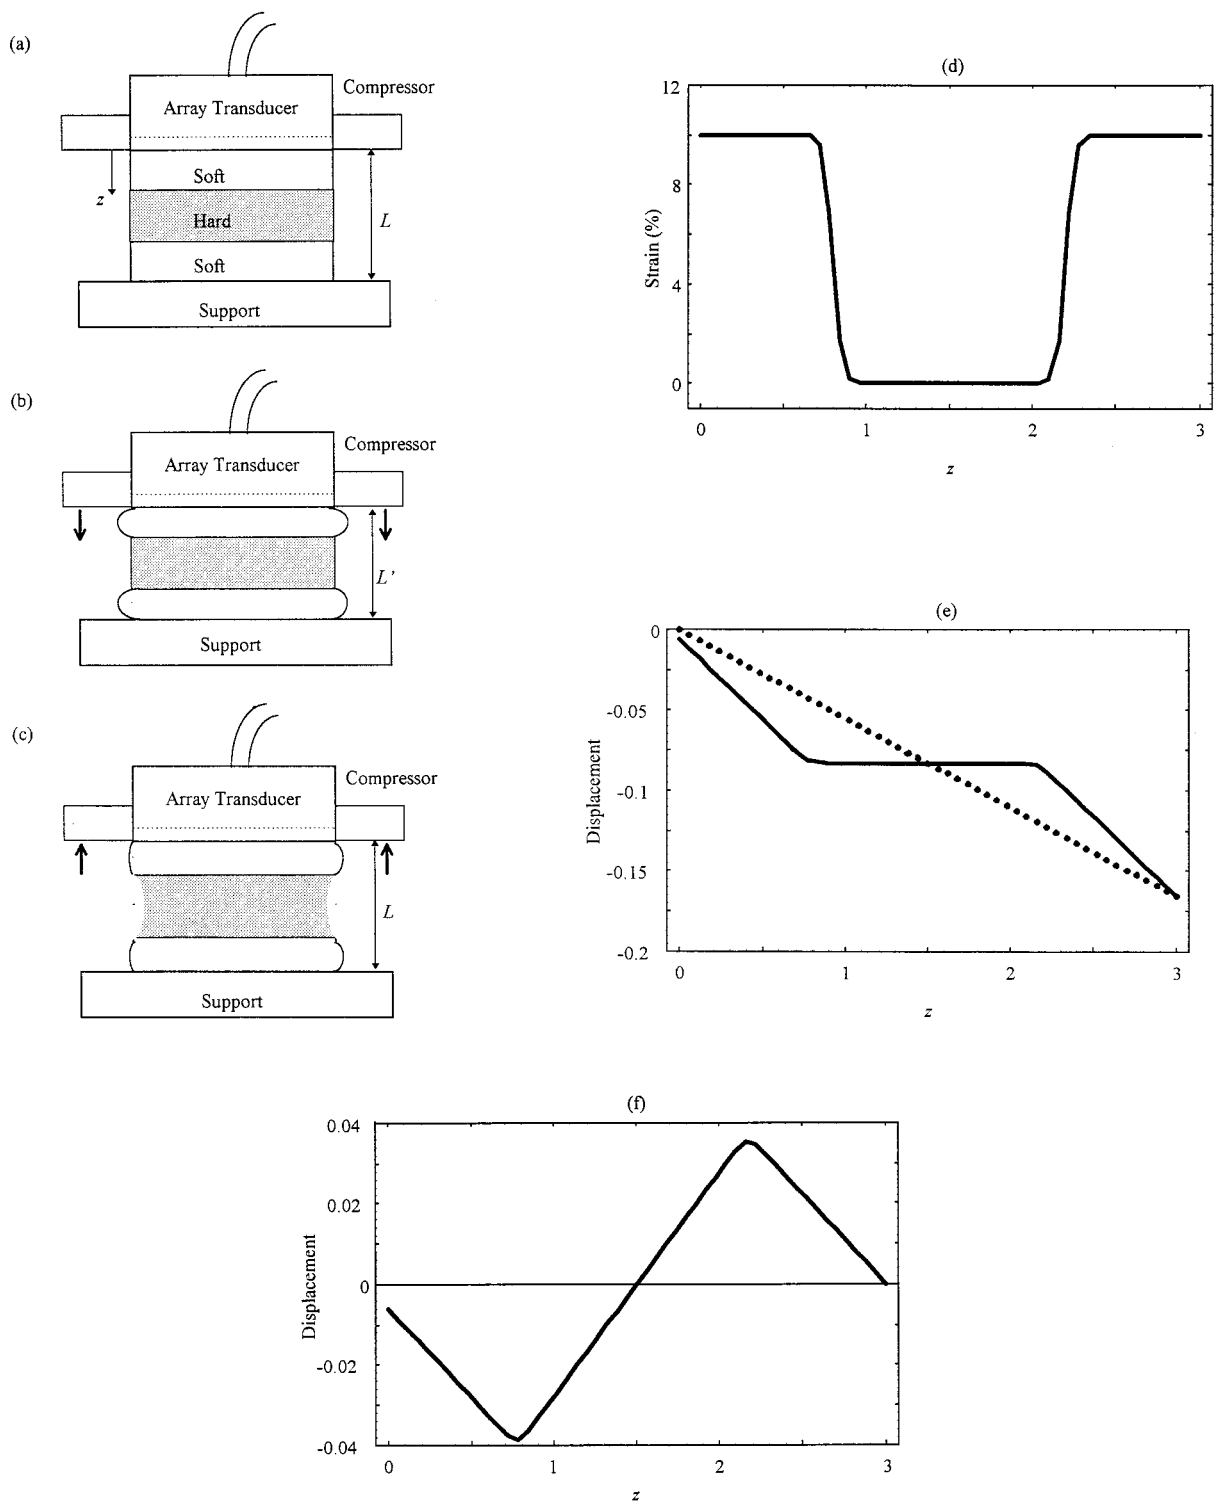 (a)
Compressor
Array Transducer
Soft
z
Hard
L
Soft
Support
(b)
Compressor
Array Transducer
L'
Support
(c)
Compressor
Array Transducer
L
Support
(d)
12
8
4
0
Strain (%)
0 1 2 3
z
(e)
0
-0.05
-0.1
-0.15
-0.2
Displacement
0 1 2 3
z
(f)
0.04
0.02
0
-0.02
-0.04
Displacement
0 1 2 3
z